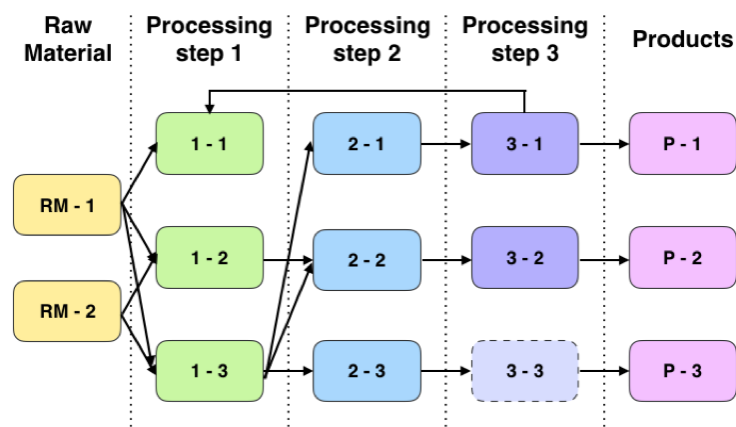 Raw
Material
Processing
step 1
Processing
step 2
Processing
step 3
Products
1 - 1
2 - 1
3 - 1
P - 1
RM - 1
1 - 2
2 - 2
3 - 2
P - 2
RM - 2
1 - 3
2 - 3
3 - 3
P - 3